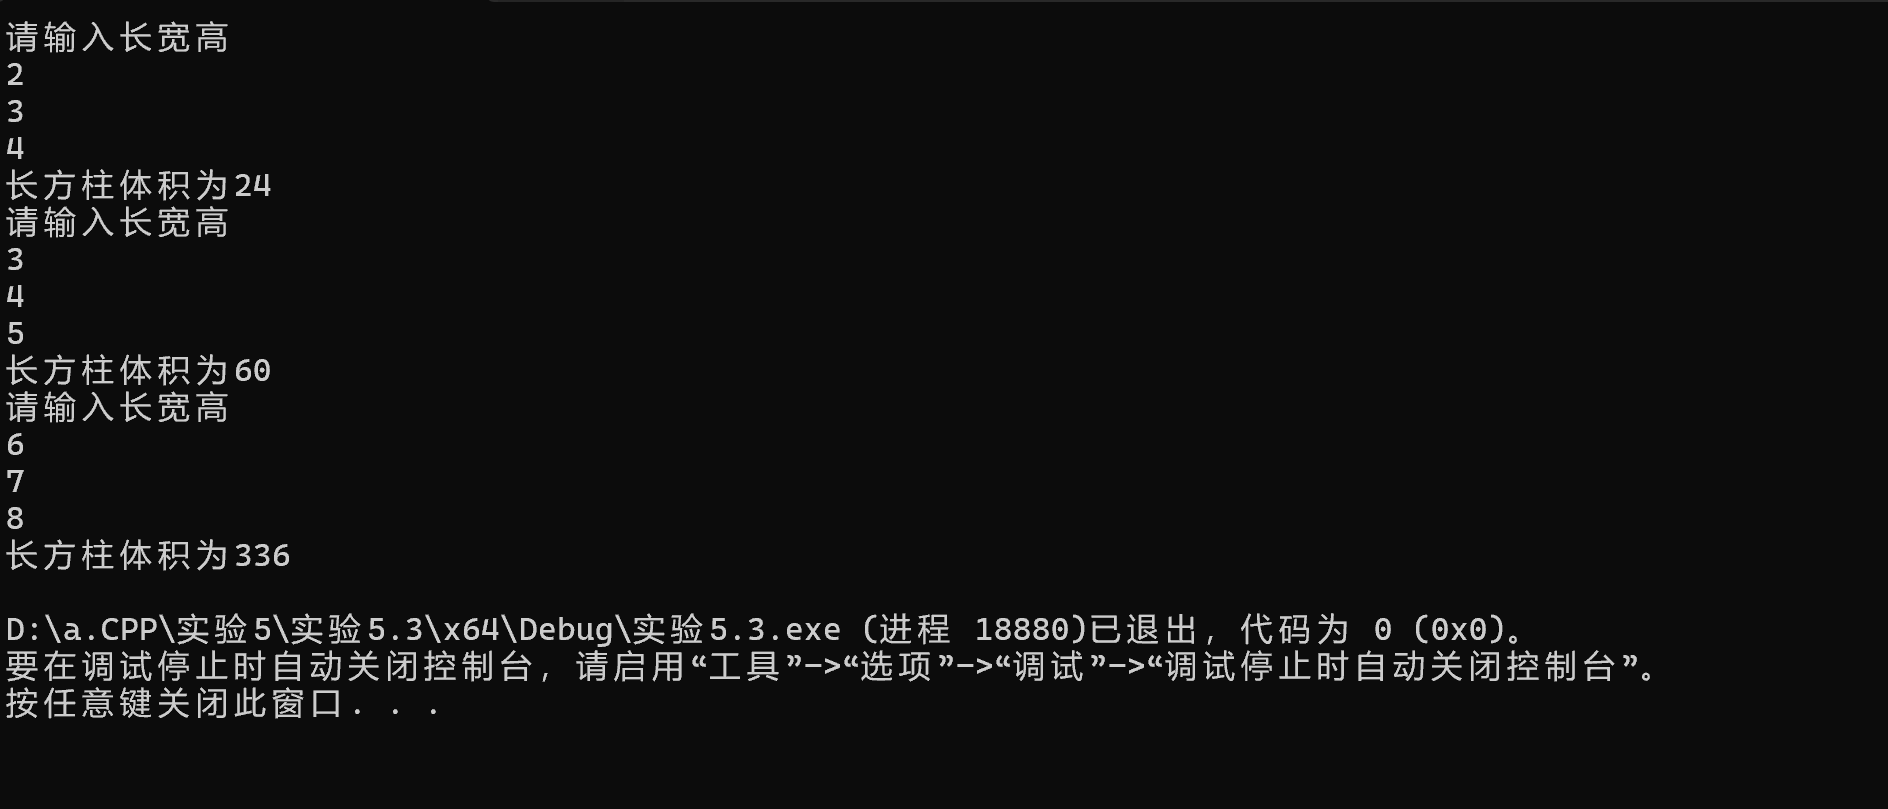 请输入长宽高
2
3
4
长方柱体积为24
请输入长宽高
3
4
5
长方柱体积为60
请输入长宽高
6
7
8
长方柱体积为336
D:\a.CPP\实验5\实验5.3\x64\Debug\实验5.3.exe (进程 18880)已退出，代码为 0 (0x0)。
要在调试停止时自动关闭控制台，请启用“工具”->“选项”->“调试”->“调试停止时自动关闭控制台”。
按任意键关闭此窗口. . .